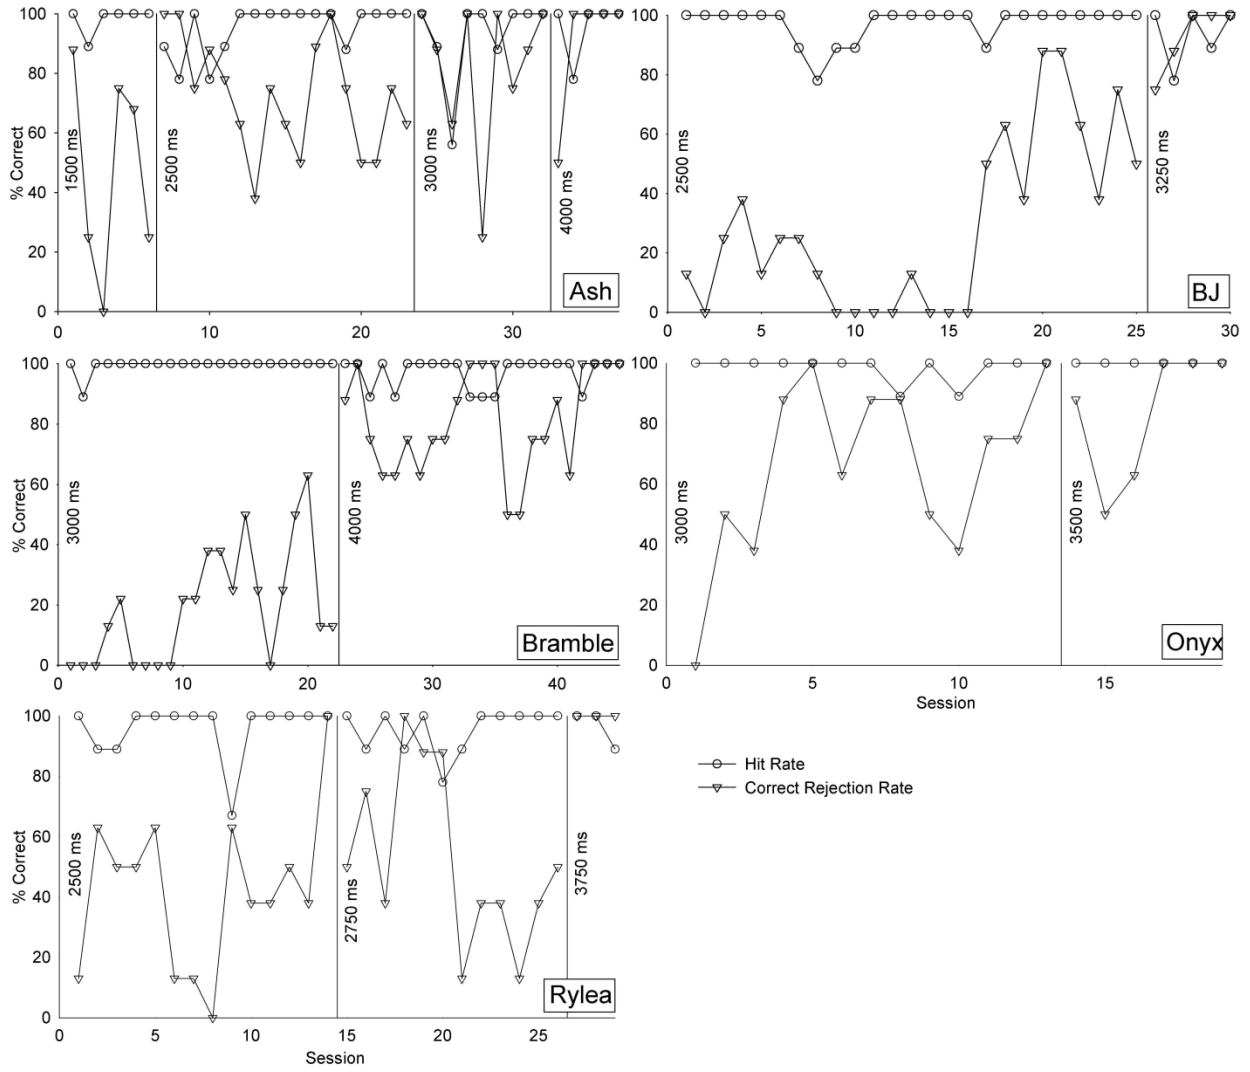 100
80
60
40
20
0
% Correct
1500 ms
2500 ms
3000 ms
4000 ms
Ash
0
10
20
30
100
80
60
40
20
0
2500 ms
3250 ms
BJ
0
5
10
15
20
25
30
100
80
60
40
20
0
% Correct
3000 ms
4000 ms
Bramble
0
10
20
30
40
100
80
60
40
20
0
3000 ms
3500 ms
Onyx
0
5
10
15
Session
100
80
60
40
20
0
% Correct
2500 ms
2750 ms
3750 ms
Rylea
0
5
10
15
20
25
Session
Hit Rate
Correct Rejection Rate